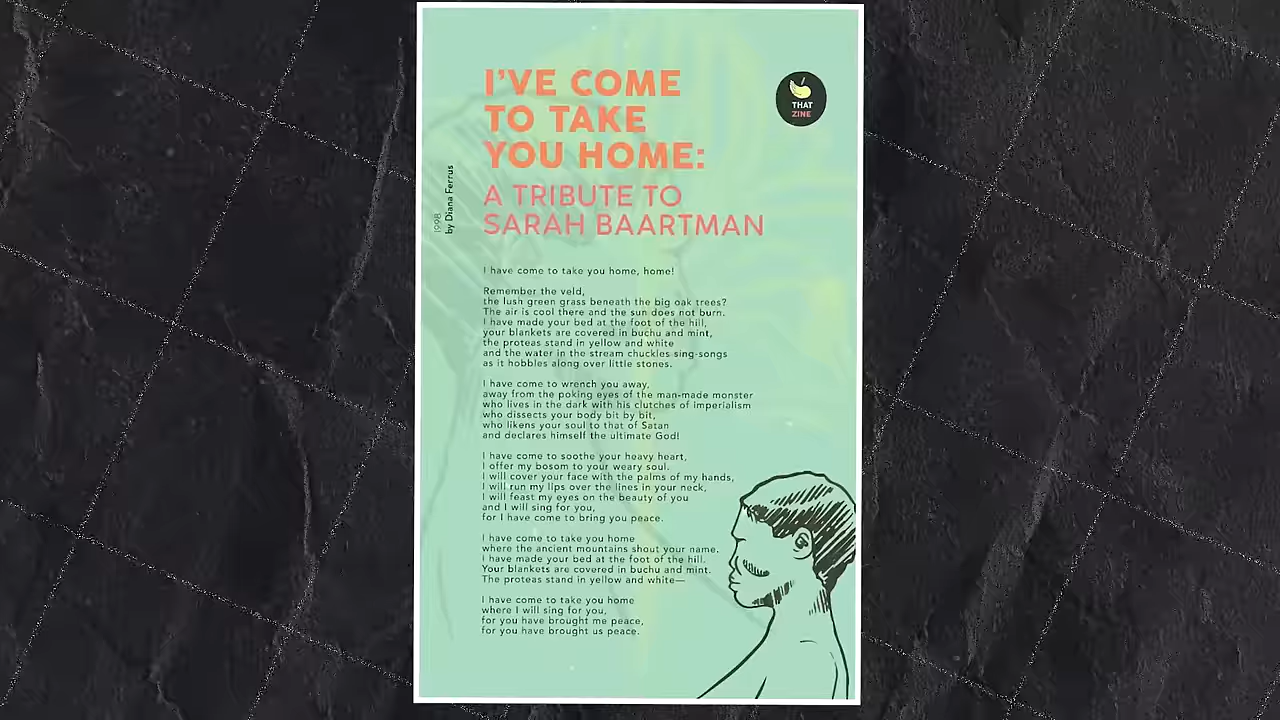 I'VE COME
TO TAKE
YOU HOME:
A TRIBUTE TO
SARAH BAARTMAN
THAT
ZINE
1998
by Diana Ferrus
I have come to take you home, home!
Remember the veld,
the lush green grass beneath the big oak trees?
The air is cool there and the sun does not burn.
I have made your bed at the foot of the hill,
your blankets are covered in buchu and mint,
the proteas stand in yellow and white
and the water in the stream chuckles sing-songs
as it hobbles along over little stones.
I have come to wrench you away,
away from the poking eyes of the man-made monster
who lives in the dark with his clutches of imperialism
who dissects your body bit by bit,
who likens your soul to that of Satan
and declares himself the ultimate God!
I have come to soothe your heavy heart,
I offer my bosom to your weary soul.
I will cover your face with the palms of my hands,
I will run my lips over the lines in your neck,
I will feast my eyes on the beauty of you
and I will sing for you,
for I have come to bring you peace.
I have come to take you home
where the ancient mountains shout your name.
I have made your bed at the foot of the hill.
Your blankets are covered in buchu and mint.
The proteas stand in yellow and white—
I have come to take you home
where I will sing for you,
for you have brought me peace,
for you have brought us peace.